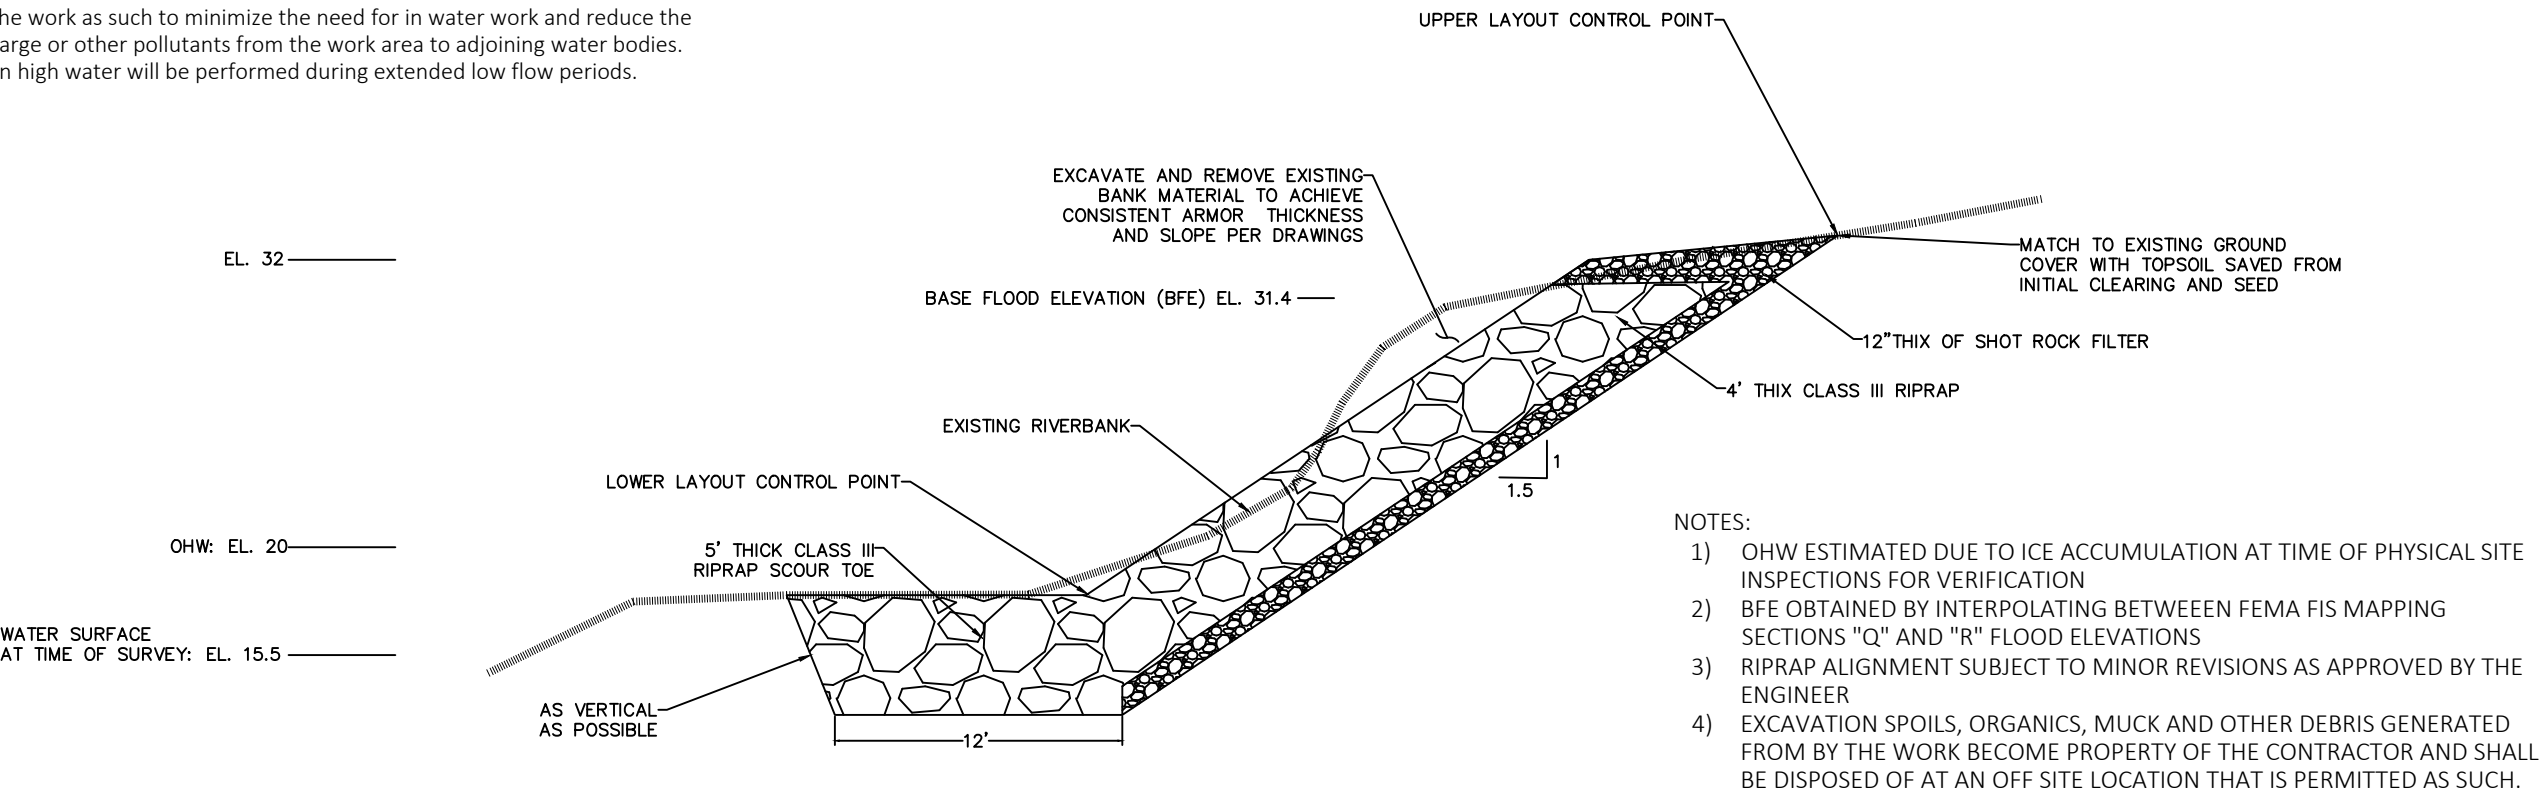 he work as such to minimize the need for in water work and reduce the
arge or other pollutants from the work area to adjoining water bodies.
n high water will be performed during extended low flow periods.
UPPER LAYOUT CONTROL POINT
EXCAVATE AND REMOVE EXISTING
BANK MATERIAL TO ACHIEVE
CONSISTENT ARMOR THICKNESS
AND SLOPE PER DRAWINGS
EL. 32
BASE FLOOD ELEVATION (BFE) EL. 31.4
MATCH TO EXISTING GROUND
COVER WITH TOPSOIL SAVED FROM
INITIAL CLEARING AND SEED
12"THIX OF SHOT ROCK FILTER
4' THIX CLASS III RIPRAP
EXISTING RIVERBANK
LOWER LAYOUT CONTROL POINT
1
1.5
OHW: EL. 20
5' THICK CLASS III
RIPRAP SCOUR TOE
WATER SURFACE
AT TIME OF SURVEY: EL. 15.5
AS VERTICAL
AS POSSIBLE
12'
NOTES:
1) OHW ESTIMATED DUE TO ICE ACCUMULATION AT TIME OF PHYSICAL SITE
INSPECTIONS FOR VERIFICATION
2) BFE OBTAINED BY INTERPOLATING BETWEEEN FEMA FIS MAPPING
SECTIONS "Q" AND "R" FLOOD ELEVATIONS
3) RIPRAP ALIGNMENT SUBJECT TO MINOR REVISIONS AS APPROVED BY THE
ENGINEER
4) EXCAVATION SPOILS, ORGANICS, MUCK AND OTHER DEBRIS GENERATED
FROM BY THE WORK BECOME PROPERTY OF THE CONTRACTOR AND SHALL
BE DISPOSED OF AT AN OFF SITE LOCATION THAT IS PERMITTED AS SUCH.